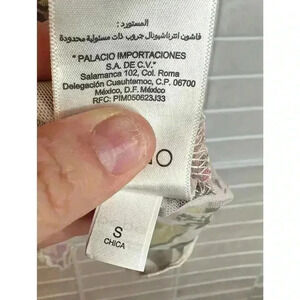 المستورد:
فاشون انترناشيونال جروب ذات مسئولية محدودة
"PALACIO IMPORTACIONES
S.A. DE C.V."
Salamanca 102, Col. Roma
Delegación Cuauhtemoc, C.P. 06700
México, D.F. México
RFC: PIM050623J33
S
CHICA